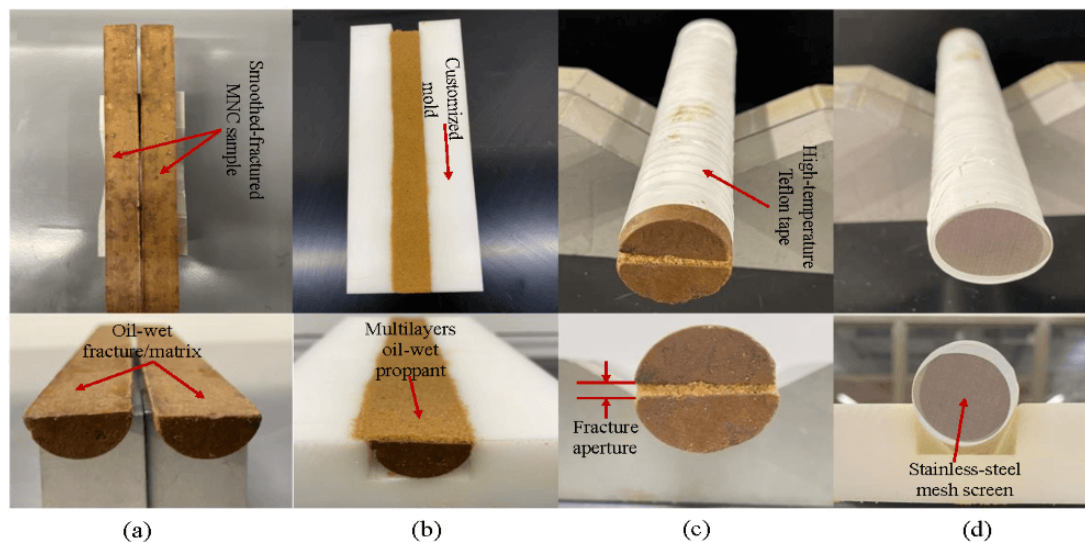 Smoothed-fractured
MNC sample
Customized
mold
High-temperature
Teflon tape
Oil-wet
fracture/matrix
Multilayers
oil-wet
proppant
Fracture
aperture
Stainless-steel
mesh screen
(a)
(b)
(c)
(d)